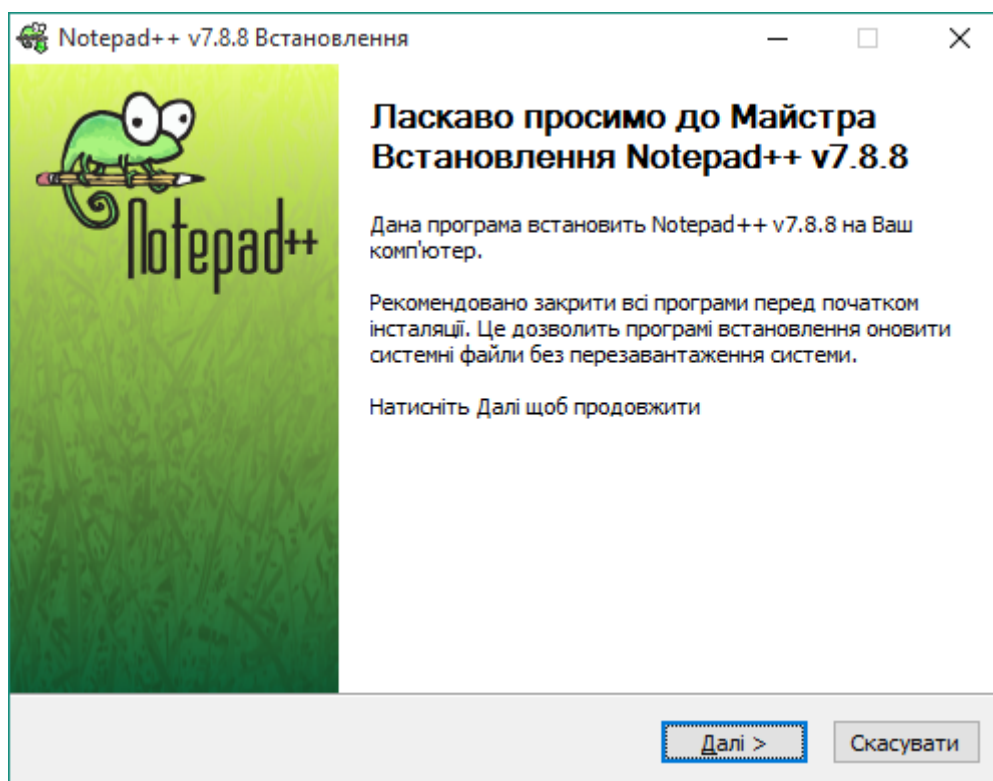 Notepad++ v7.8.8 Встановлення
Notepad++
Ласкаво просимо до Майстра
Встановлення Notepad++ v7.8.8
Дана програма встановить Notepad++ v7.8.8 на Ваш
комп'ютер.
Рекомендовано закрити всі програми перед початком
інсталяції. Це дозволить програмі встановлення оновити
системні файли без перезавантаження системи.
Натисніть Далі щоб продовжити
Далі >
Скасувати